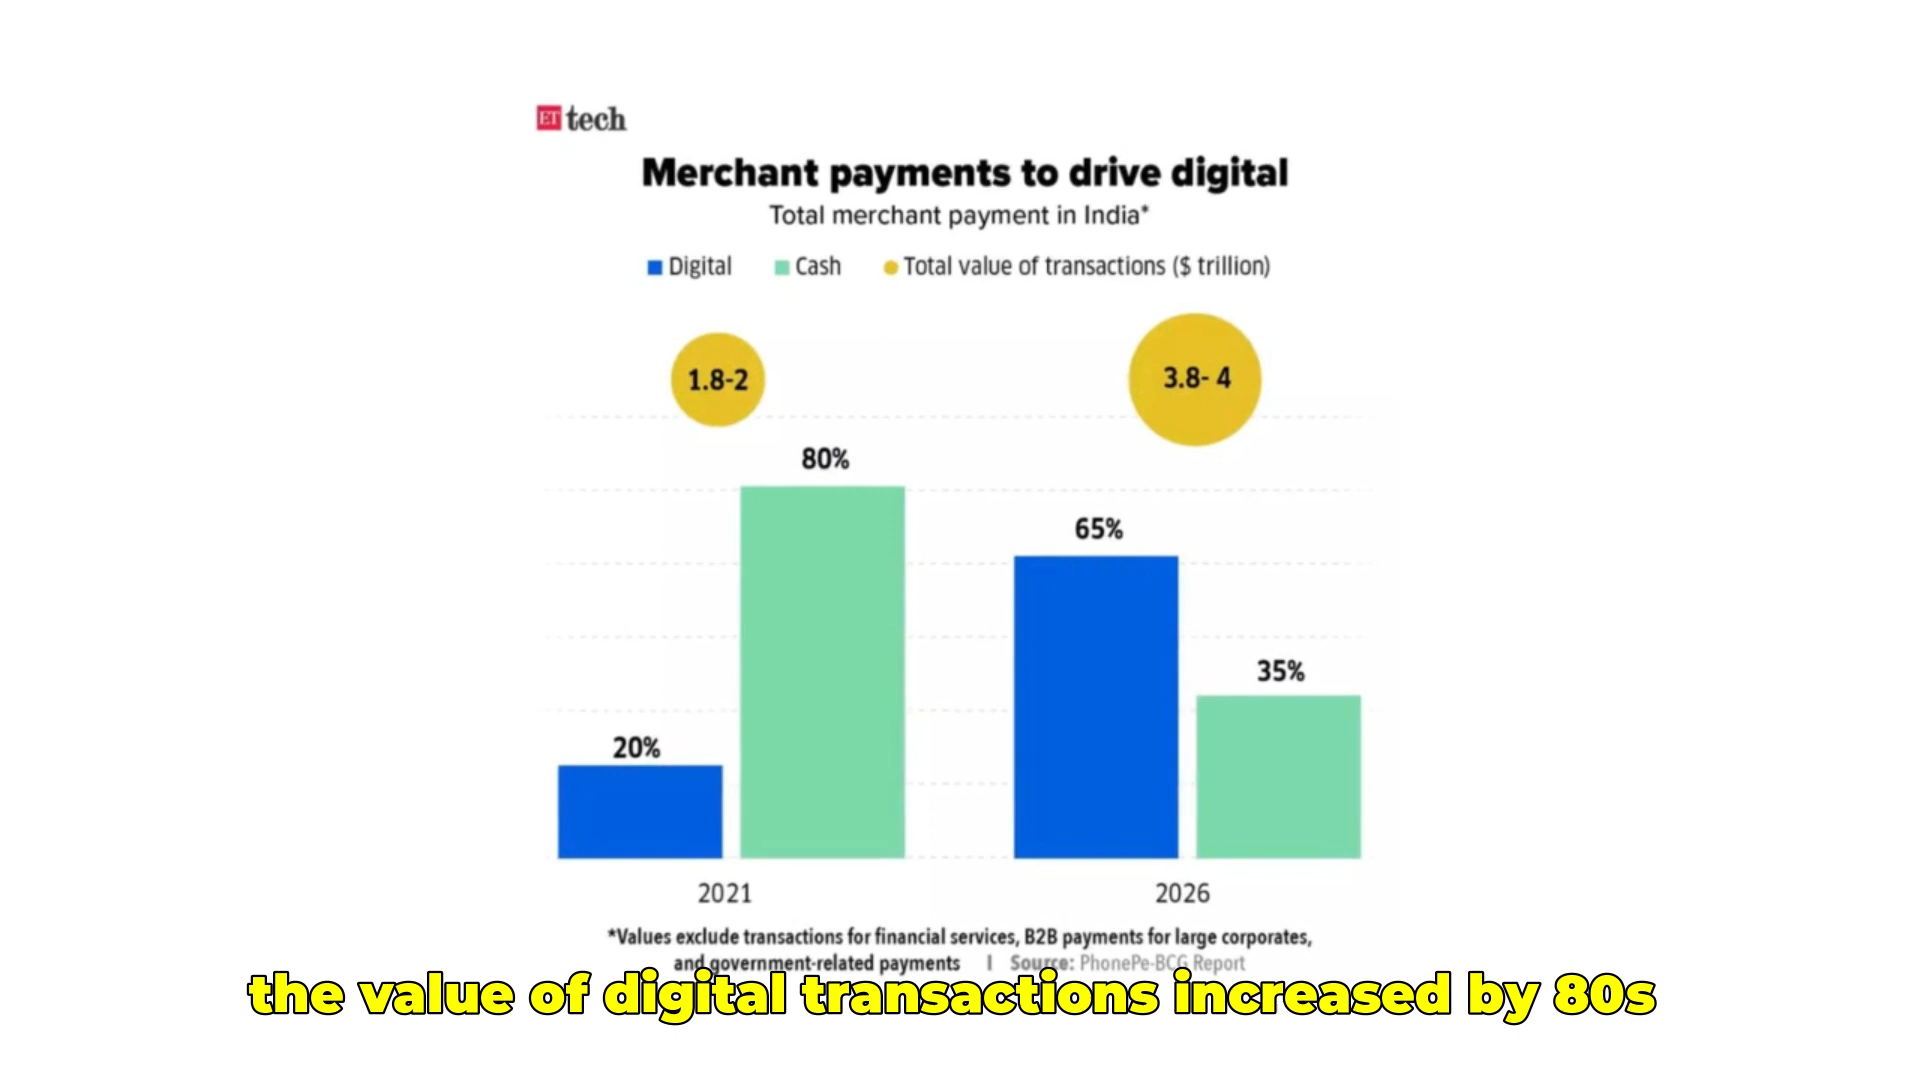 ET tech
Merchant payments to drive digital
Total merchant payment in India*
Digital Cash Total value of transactions ($ trillion)
1.8-2
3.8- 4
80%
65%
35%
20%
2021 2026
*Values exclude transactions for financial services, B2B payments for large corporates,
and government-related payments | Source: PhonePe-BCG Report
the value of digital transactions increased by 80s